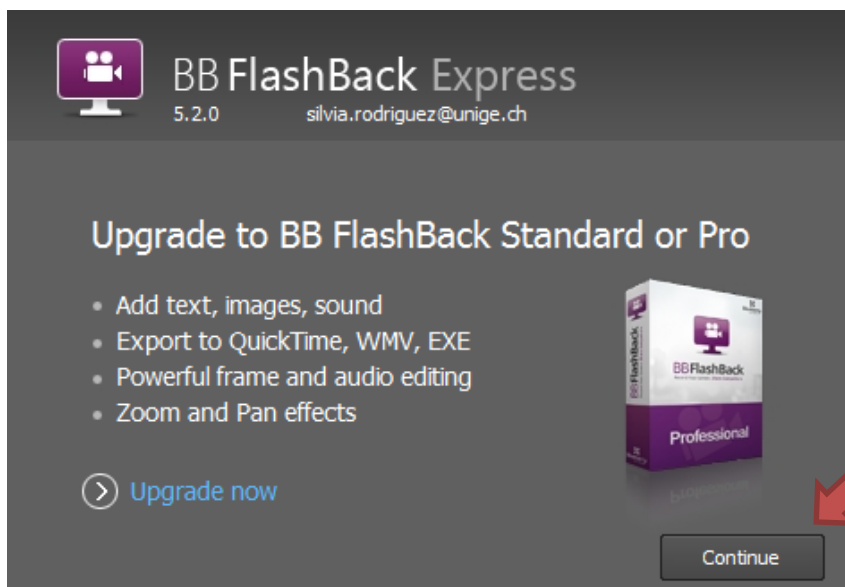 BB FlashBack Express
5.2.0 silvia.rodriguez@unige.ch
Upgrade to BB FlashBack Standard or Pro
Add text, images, sound
Export to QuickTime, WMV, EXE
Powerful frame and audio editing
Zoom and Pan effects
BB FlashBack
BB FlashBack
Professional
Upgrade now
Continue